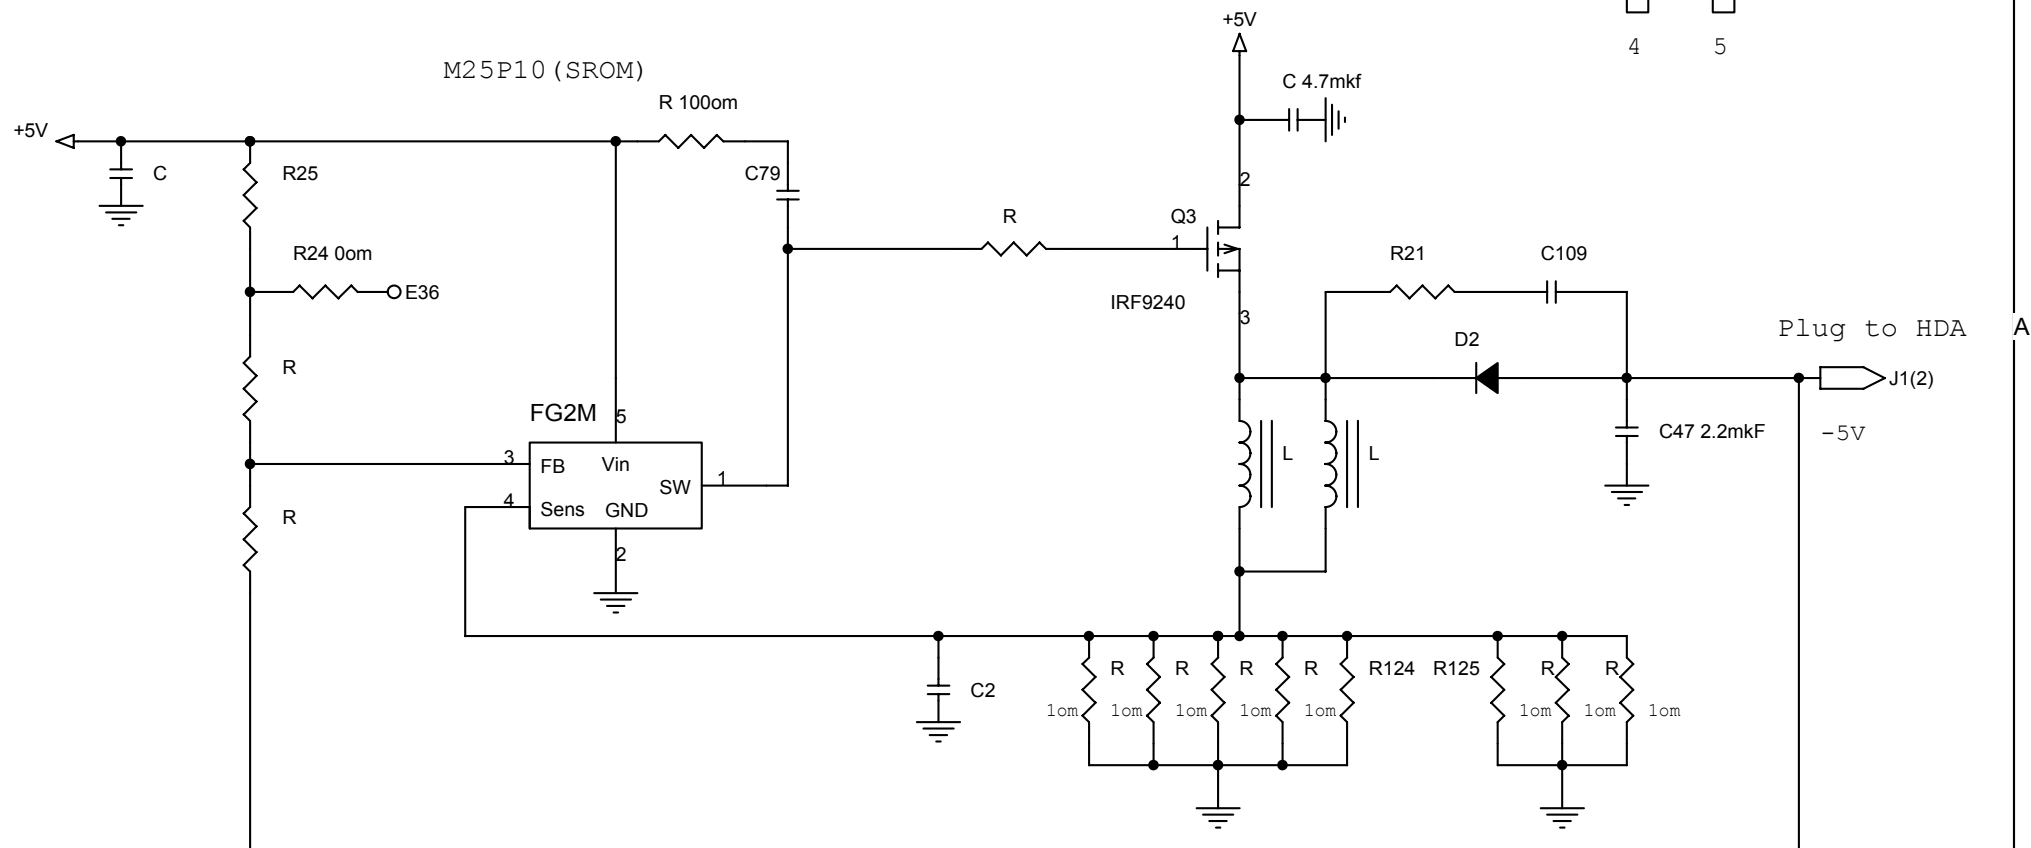 +5V
4 5
M25P10(SROM)
C 4.7mkf
R 100om
+5V
C
R25
C79
2
Q3
R
1
R24 0om
R21
C109
E36
IRF9240
3
Plug to HDA
A
D2
R
J1(2)
FG2M
5
C47 2.2mkF
-5V
3
FB
Vin
L
L
SW
1
4
Sens
GND
R
2
R
R
R
R
R124
R125
R
R
C2
1om
1om
1om
1om
1om
1om
1om
1om